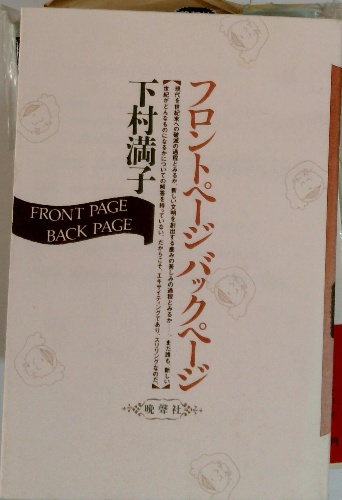 フロントページ バックページ
【現代を世紀末への破滅の過程とみるか、新しい文明を創出する産みの苦しみの過程とみるか――まだ誰も、新しい、
世紀がどんなものになるかについての解答を持っていない。だからこそ、エキサイティングであり、スリリングなのだ。】
下村満子
FRONT PAGE
BACK PAGE
晩聲社